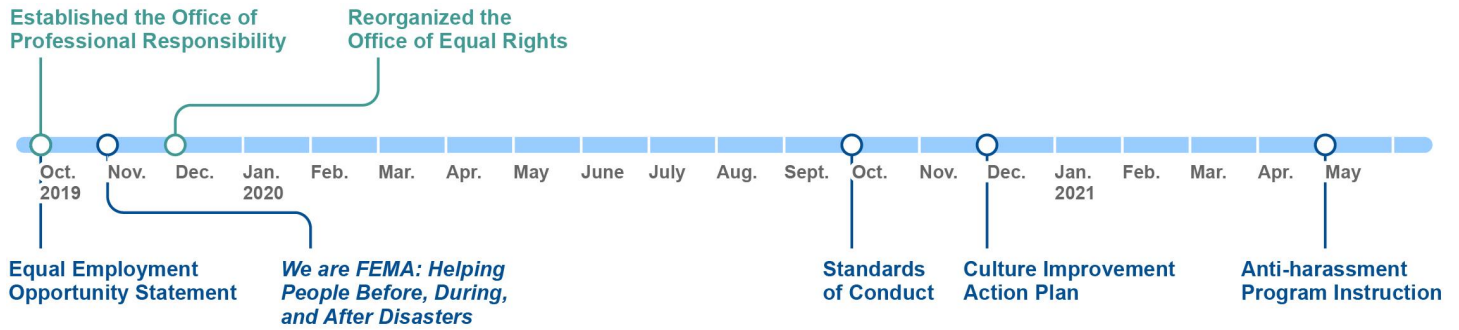 Established the Office of
Professional Responsibility
Reorganized the
Office of Equal Rights
Oct. Nov. Dec. Jan. Feb. Mar. Apr. May June July Aug. Sept. Oct. Nov. Dec. Jan. Feb. Mar. Apr. May
2019 2020 2021
Equal Employment
Opportunity Statement
We are FEMA: Helping
People Before, During,
and After Disasters
Standards
of Conduct
Culture Improvement
Action Plan
Anti-harassment
Program Instruction